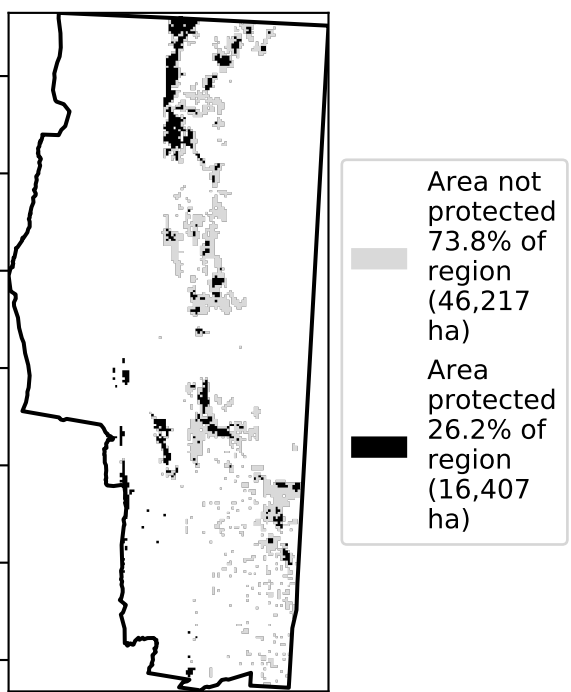 Area not
protected
73.8% of
region
(46,217
ha)
Area
protected
26.2% of
region
(16,407
ha)